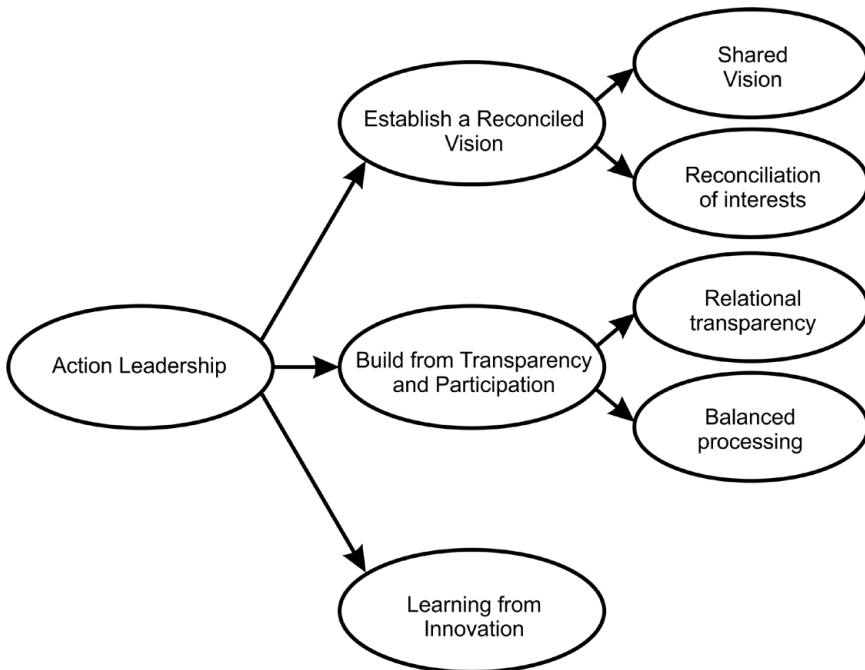 Shared
Vision
Establish a Reconciled
Vision
Reconciliation
of interests
Relational
transparency
Action Leadership
Build from Transparency
and Participation
Balanced
processing
Learning from
Innovation